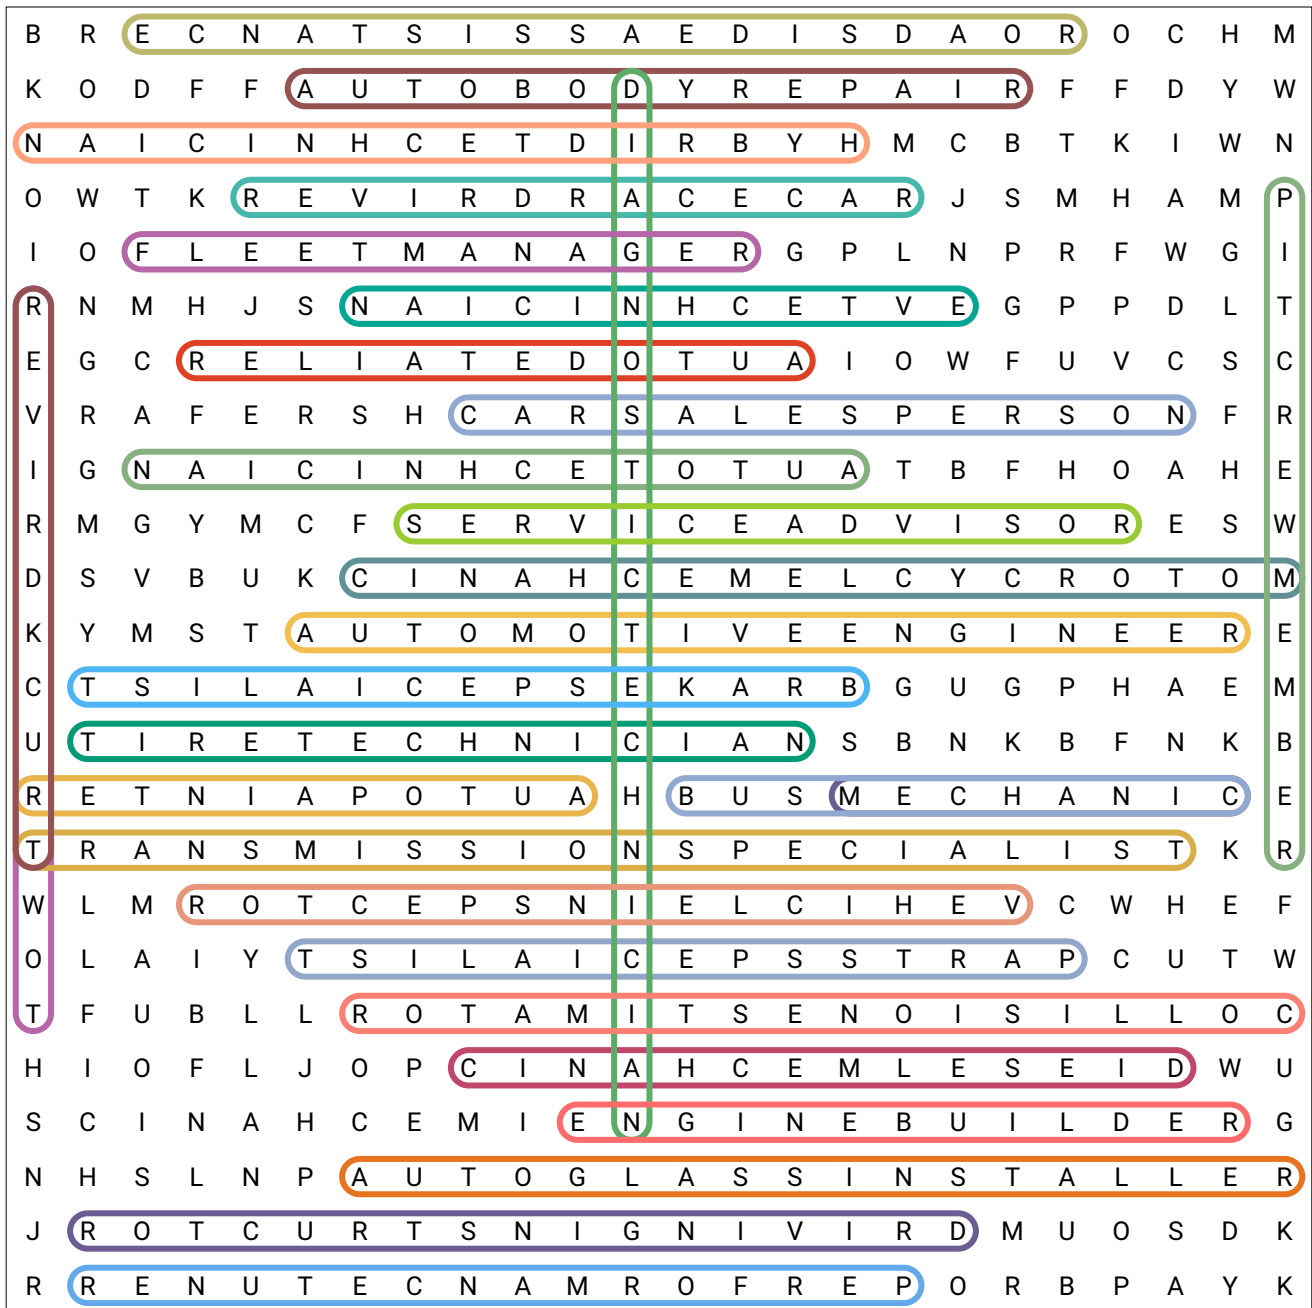 B R E C N A T S I S S A E D I S D A O R O C H M
K O D F F A U T O B O D Y R E P A I R F F D Y W
N A I C I N H C E T D I R B Y H M C B T K I W N
O W T K R E V I R D R A C E C A R J S M H A M P
I O F L E E T M A N A G E R G P L N P R F W G I
R N M H J S N A I C I N H C E T V E G P P D L T
E G C R E L I A T E D O T U A I O W F U V C S C
V R A F E R S H C A R S A L E S P E R S O N F R
I G N A I C I N H C E T O T U A T B F H O A H E
R M G Y M C F S E R V I C E A D V I S O R E S W
D S V B U K C I N A H C E M E L C Y C R O T O M
K Y M S T A U T O M O T I V E E N G I N E E R E
C T S I L A I C E P S E K A R B G U G P H A E M
U T I R E T E C H N I C I A N S B N K B F N K B
R E T N I A P O T U A H B U S M E C H A N I C E
T R A N S M I S S I O N S P E C I A L I S T K R
W L M R O T C E P S N I E L C I H E V C W H E F
O L A I Y T S I L A I C E P S S T R A P C U T W
T F U B L L R O T A M I T S E N O I S I L L O C
H I O F L J O P C I N A H C E M L E S E I D W U
S C I N A H C E M I E N G I N E B U I L D E R G
N H S L N P A U T O G L A S S I N S T A L L E R
J R O T C U R T S N I G N I V I R D M U O S D K
R R E N U T E C N A M R O F R E P O R B P A Y K